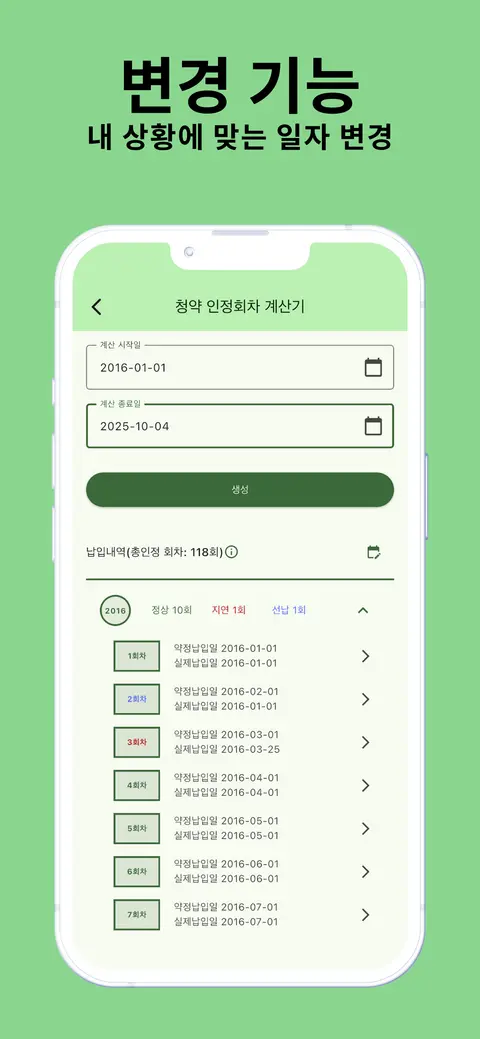 변경 기능
내 상황에 맞는 일자 변경
청약 인정회차 계산기
계산 시작일
2016-01-01
계산 종료일
2025-10-04
생성
납입내역(총인정 회차: 118회)
2016 정상 10회 지연 1회 선납 1회
1회차
약정납입일 2016-01-01
실제납입일 2016-01-01
2회차
약정납입일 2016-02-01
실제납입일 2016-01-01
3회차
약정납입일 2016-03-01
실제납입일 2016-03-25
4회차
약정납입일 2016-04-01
실제납입일 2016-04-01
5회차
약정납입일 2016-05-01
실제납입일 2016-05-01
6회차
약정납입일 2016-06-01
실제납입일 2016-06-01
7회차
약정납입일 2016-07-01
실제납입일 2016-07-01